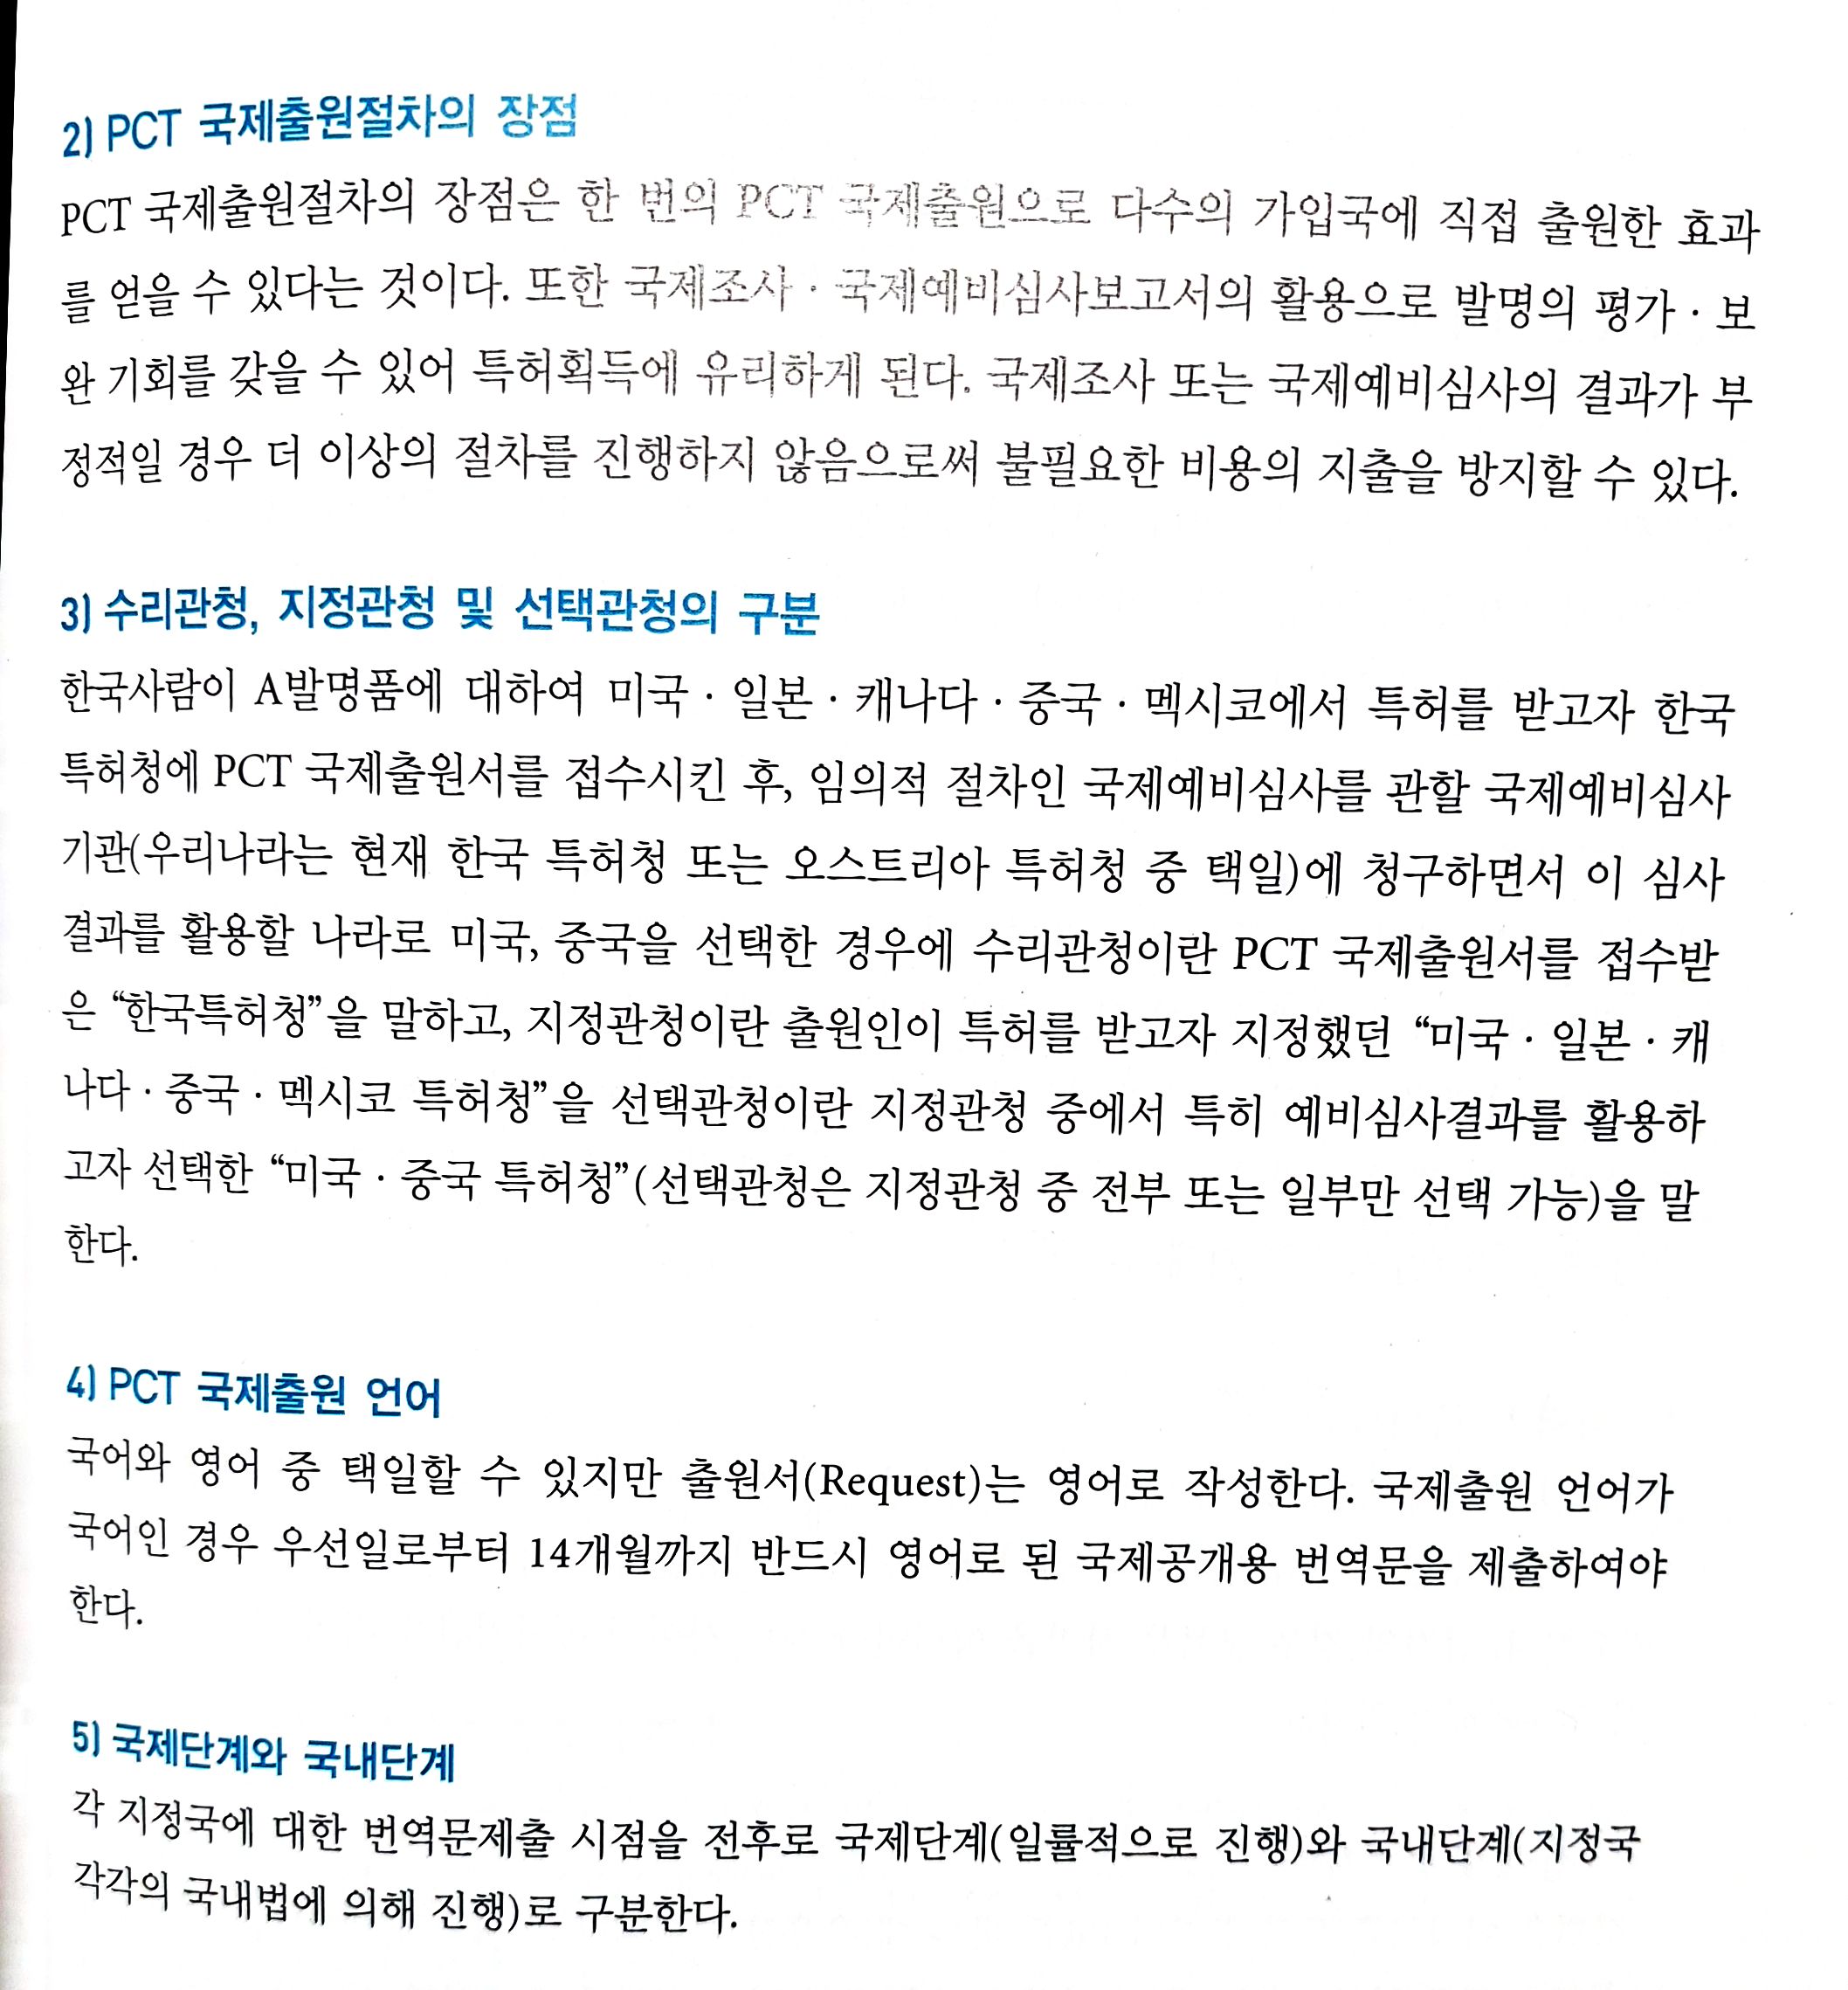 2) PCT 국제출원절차의 장점
PCT 국제출원절차의 장점은 한 번의 PCT 국제출원으로 다수의 가입국에 직접 출원한 효과
를 얻을 수 있다는 것이다. 또한 국제조사 · 국제예비심사보고서의 활용으로 발명의 평가 · 보
완 기회를 갖을 수 있어 특허획득에 유리하게 된다. 국제조사 또는 국제예비심사의 결과가 부
정적일 경우 더 이상의 절차를 진행하지 않음으로써 불필요한 비용의 지출을 방지할 수 있다.
3) 수리관청, 지정관청 및 선택관청의 구분
한국사람이 A발명품에 대하여 미국 · 일본 · 캐나다 · 중국 · 멕시코에서 특허를 받고자 한국
특허청에 PCT 국제출원서를 접수시킨 후, 임의적 절차인 국제예비심사를 관할 국제예비심사
기관(우리나라는 현재 한국 특허청 또는 오스트리아 특허청 중 택일)에 청구하면서 이 심사
결과를 활용할 나라로 미국, 중국을 선택한 경우에 수리관청이란 PCT 국제출원서를 접수받
은 “한국특허청”을 말하고, 지정관청이란 출원인이 특허를 받고자 지정했던 “미국 · 일본 · 캐
나다 · 중국 · 멕시코 특허청”을 선택관청이란 지정관청 중에서 특히 예비심사결과를 활용하
고자 선택한 “미국 · 중국 특허청”(선택관청은 지정관청 중 전부 또는 일부만 선택 가능)을 말
한다.
4) PCT 국제출원 언어
국어와 영어 중 택일할 수 있지만 출원서(Request)는 영어로 작성한다. 국제출원 언어가
국어인 경우 우선일로부터 14개월까지 반드시 영어로 된 국제공개용 번역문을 제출하여야
한다.
5) 국제단계와 국내단계
각 지정국에 대한 번역문제출 시점을 전후로 국제단계(일률적으로 진행)와 국내단계(지정국
각각의 국내법에 의해 진행)로 구분한다.